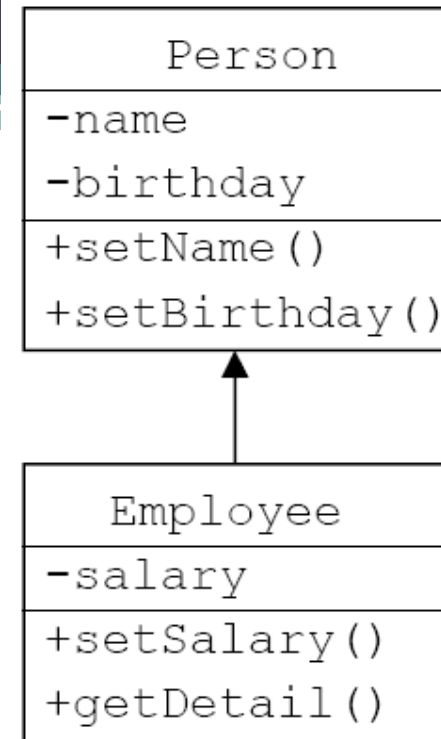 Person
-name
-birthday
+setName()
+setBirthday()
Employee
-salary
+setSalary()
+getDetail()